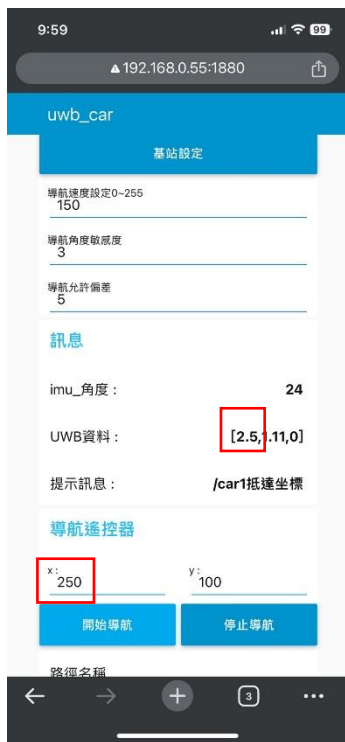 9:59
99
192.168.0.55:1880
uwb_car
基站設定
導航速度設定0~255
150
導航角度敏感度
3
導航允許偏差
5
訊息
imu_角度 : 24
UWB資料 : [2.5,1.11,0]
提示訊息 : /car1抵達坐標
導航遙控器
x : y :
250 100
開始導航 停止導航
路徑名稱
3